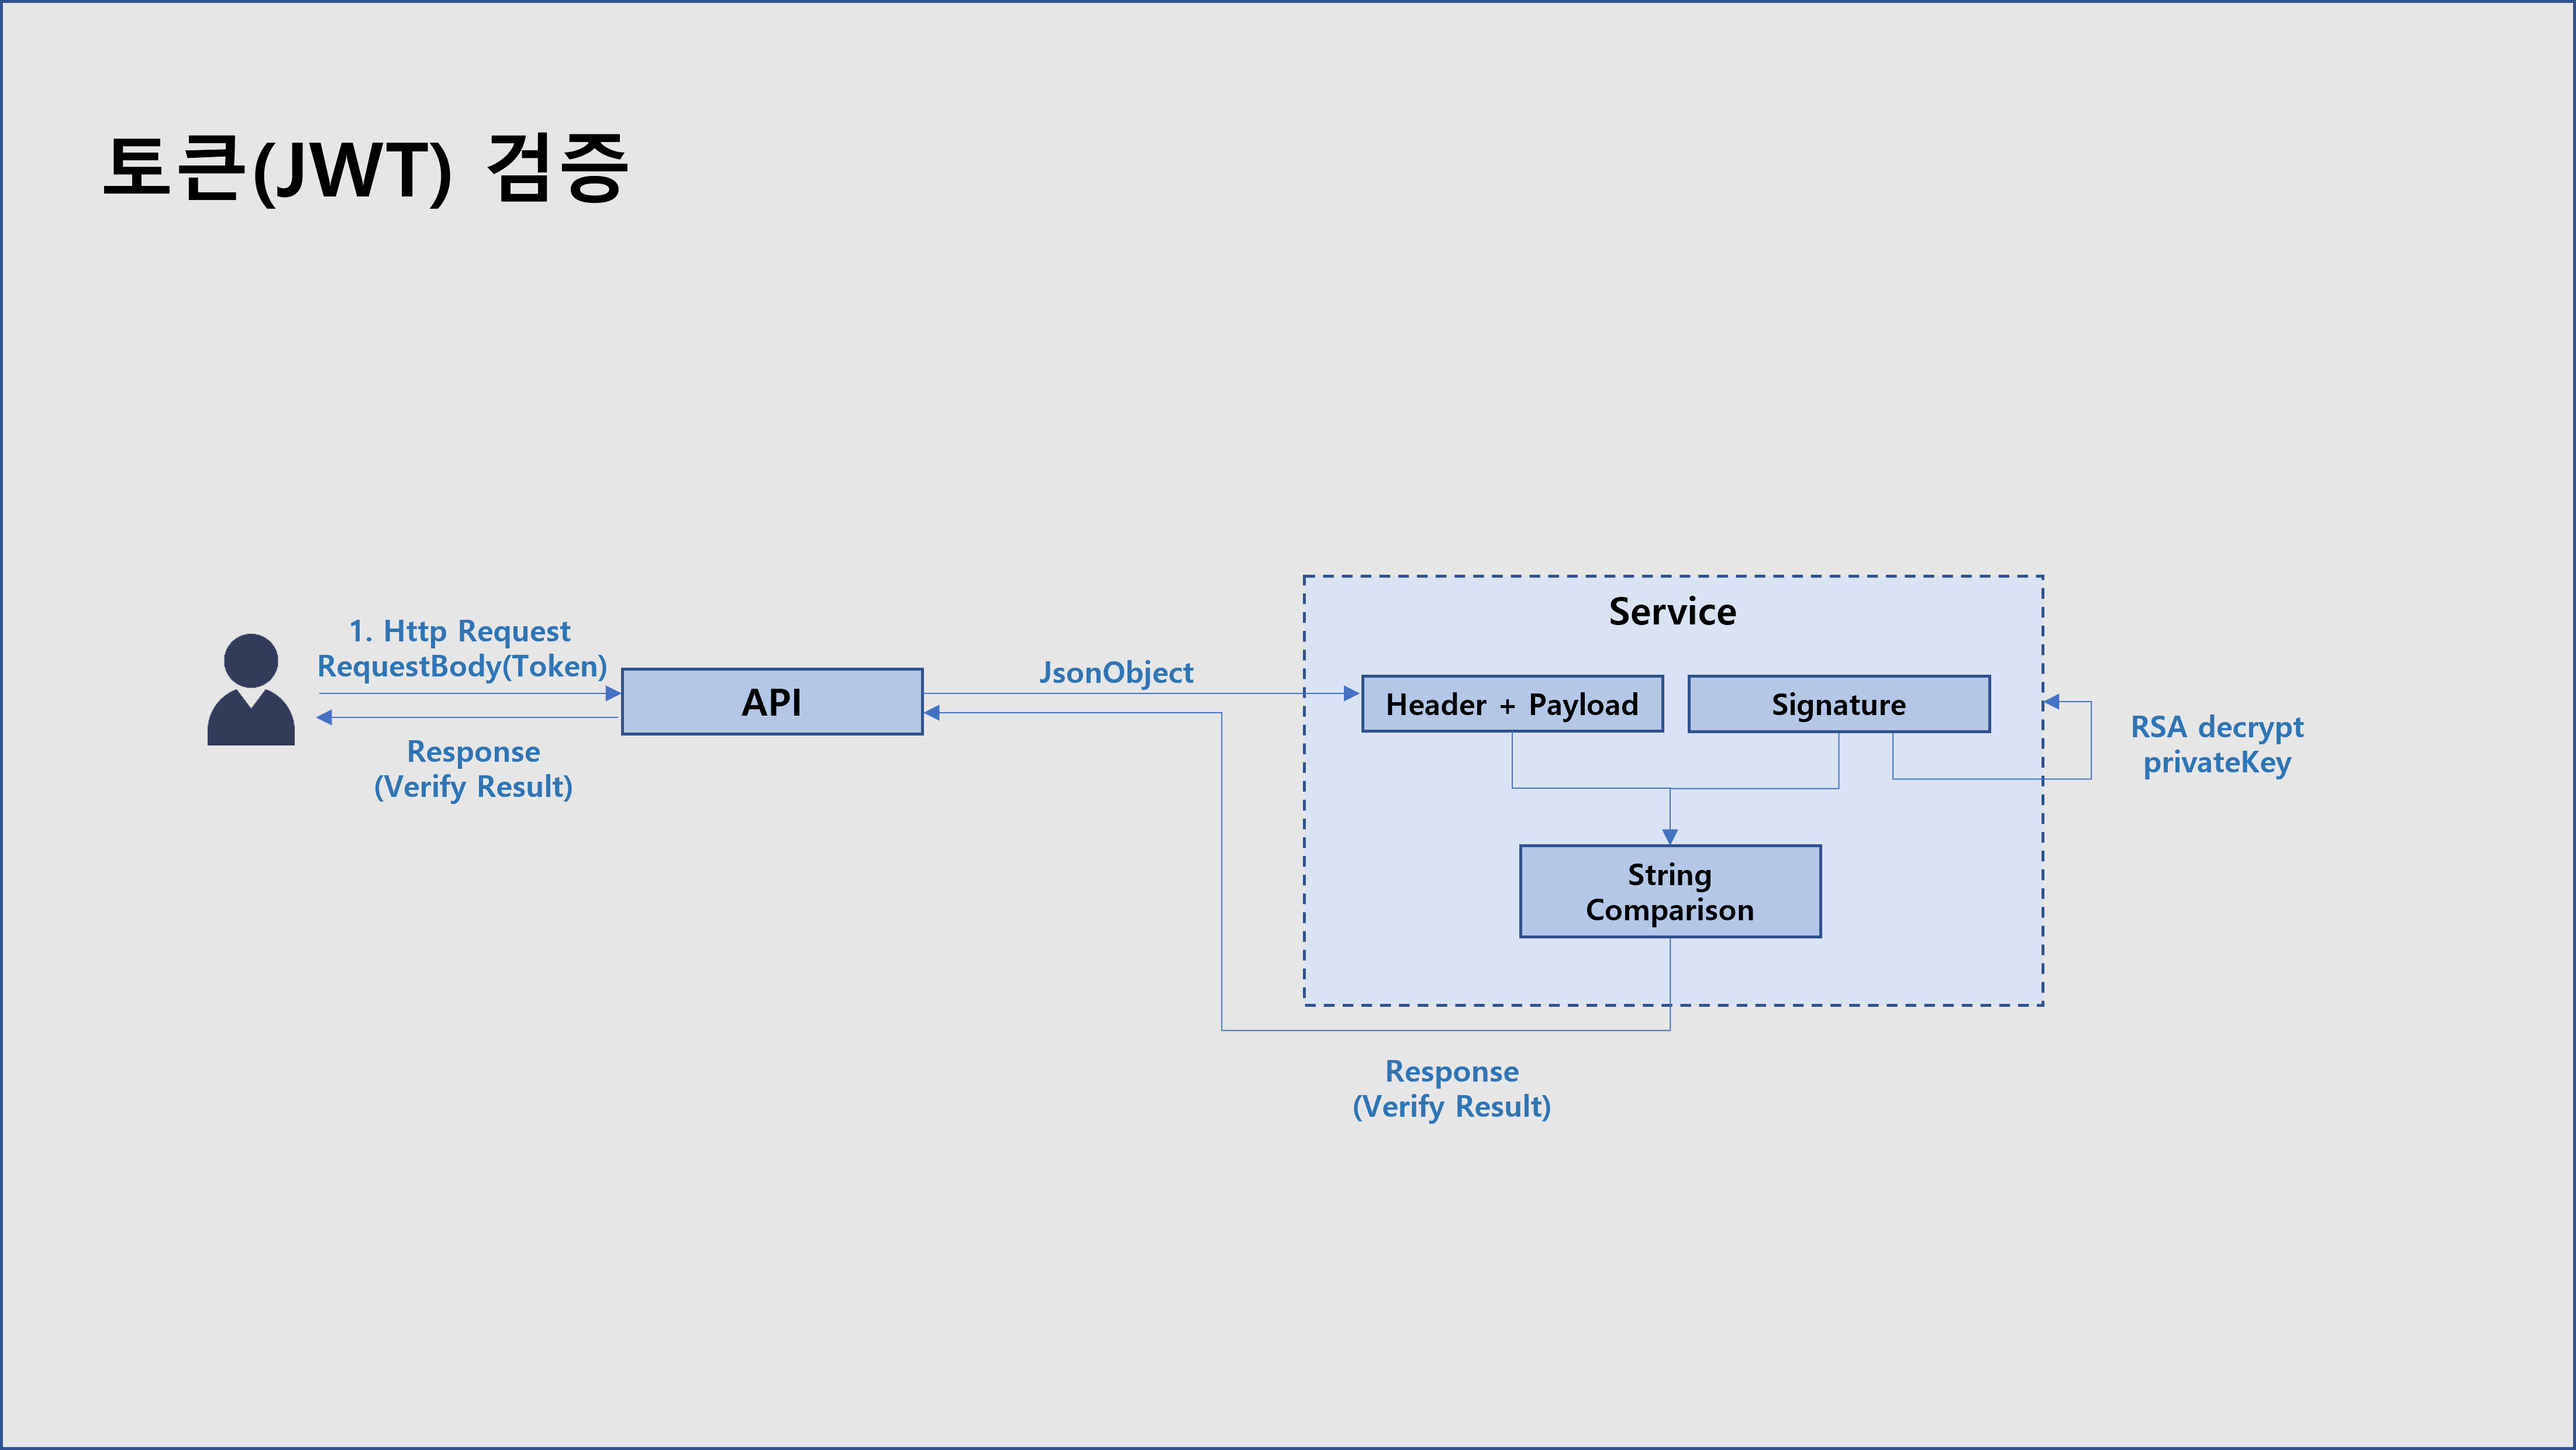 토큰(JWT) 검증
1. Http Request
RequestBody(Token)
Response
(Verify Result)
API
JsonObject
Service
Header + Payload
Signature
RSA decrypt
privateKey
String
Comparison
Response
(Verify Result)